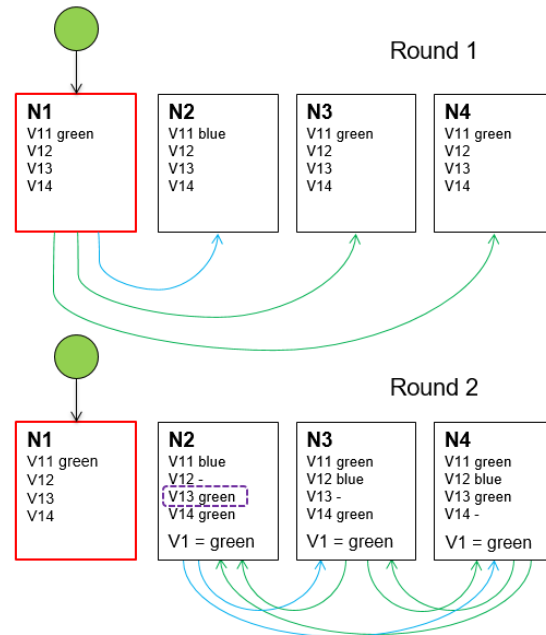 Round 1
N1
V11 green
V12
V13
V14
N2
V11 blue
V12
V13
V14
N3
V11 green
V12
V13
V14
N4
V11 green
V12
V13
V14
Round 2
N1
V11 green
V12
V13
V14
N2
V11 blue
V12 -
V13 green
V14 green
V1 = green
N3
V11 green
V12 blue
V13 -
V14 green
V1 = green
N4
V11 green
V12 blue
V13 green
V14 -
V1 = green